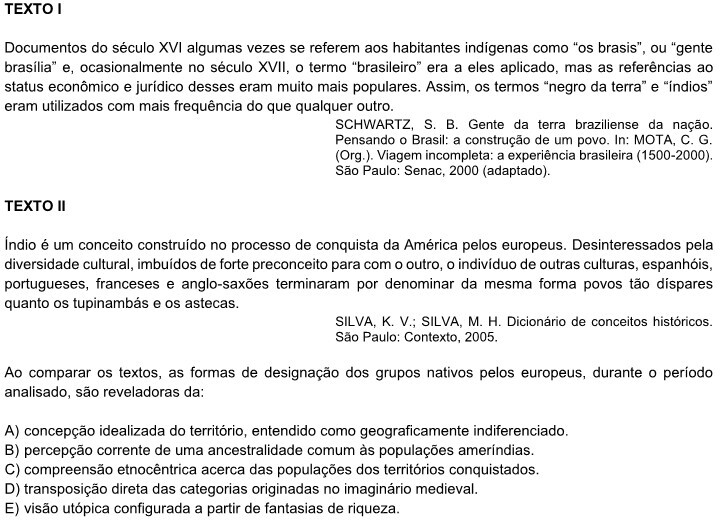 TEXTO I
Documentos do século XVI algumas vezes se referem aos habitantes indígenas como “os brasis”, ou “gente
brasília” e, ocasionalmente no século XVII, o termo “brasileiro” era a eles aplicado, mas as referências ao
status econômico e jurídico desses eram muito mais populares. Assim, os termos “negro da terra” e “índios”
eram utilizados com mais frequência do que qualquer outro.
SCHWARTZ, S. B. Gente da terra braziliense da nação.
Pensando o Brasil: a construção de um povo. In: MOTA, C. G.
(Org.). Viagem incompleta: a experiência brasileira (1500-2000).
São Paulo: Senac, 2000 (adaptado).
TEXTO II
Índio é um conceito construído no processo de conquista da América pelos europeus. Desinteressados pela
diversidade cultural, imbuídos de forte preconceito para com o outro, o indivíduo de outras culturas, espanhóis,
portugueses, franceses e anglo-saxões terminaram por denominar da mesma forma povos tão díspares
quanto os tupinambás e os astecas.
SILVA, K. V.; SILVA, M. H. Dicionário de conceitos históricos.
São Paulo: Contexto, 2005.
Ao comparar os textos, as formas de designação dos grupos nativos pelos europeus, durante o período
analisado, são reveladoras da:
A) concepção idealizada do território, entendido como geograficamente indiferenciado.
B) percepção corrente de uma ancestralidade comum às populações ameríndias.
C) compreensão etnocêntrica acerca das populações dos territórios conquistados.
D) transposição direta das categorias originadas no imaginário medieval.
E) visão utópica configurada a partir de fantasias de riqueza.